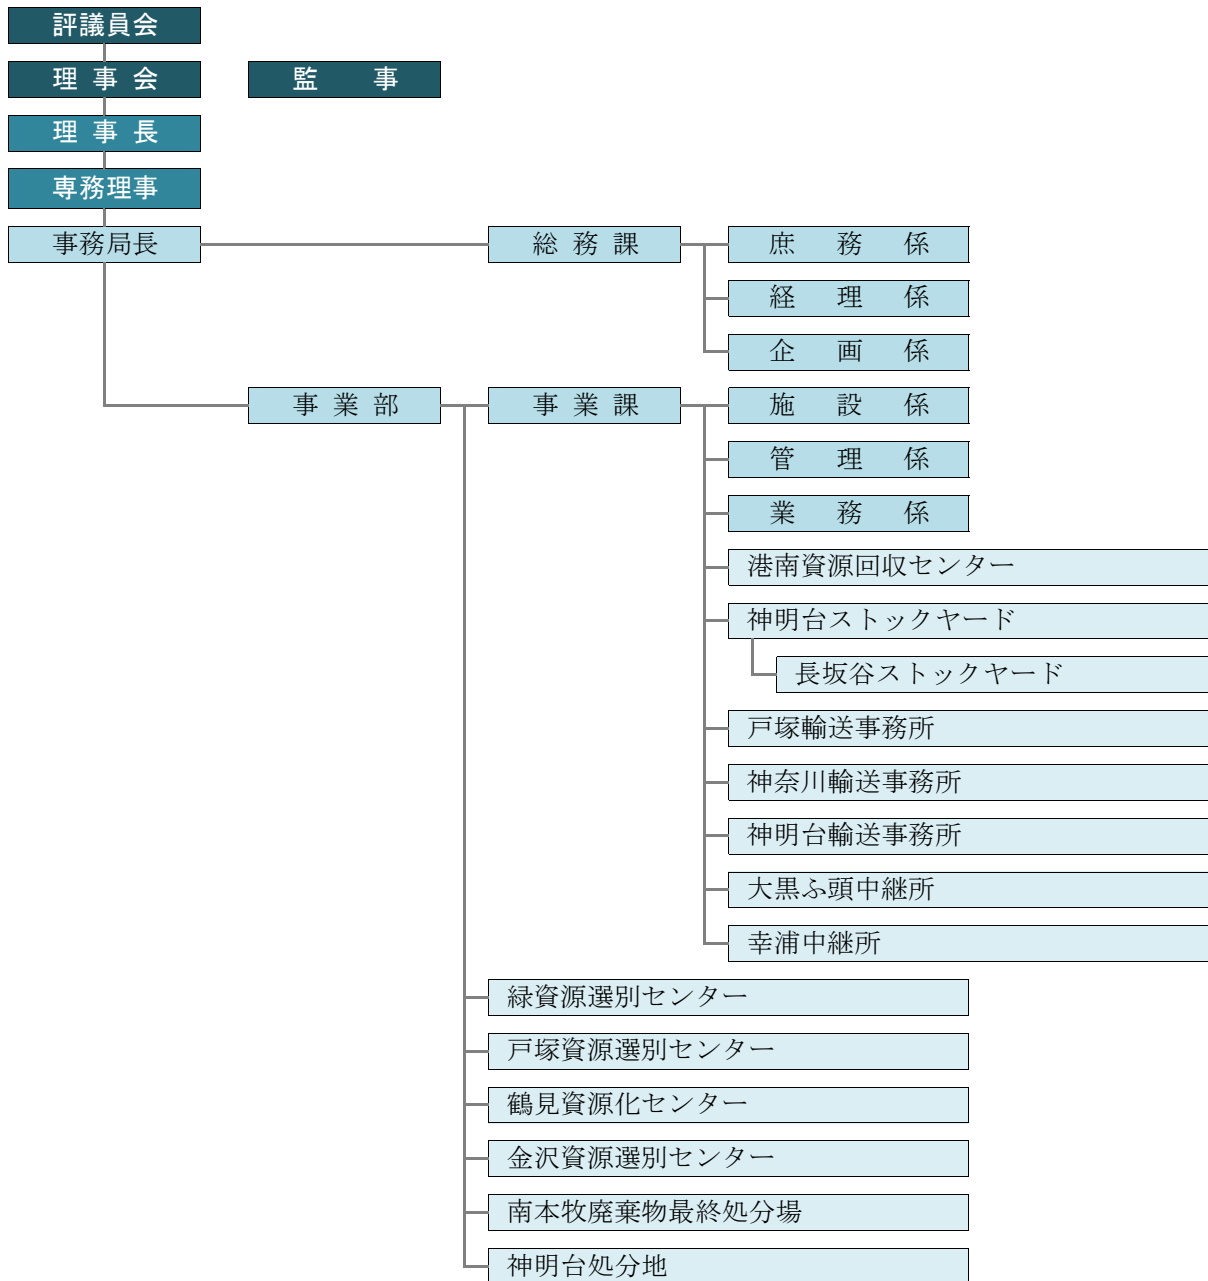 評議員会
理 事 会
監 事
理 事 長
専務理事
事務局長
総 務 課
庶 務 係
経 理 係
企 画 係
事 業 部
事 業 課
施 設 係
管 理 係
業 務 係
港南資源回収センター
神明台ストックヤード
長坂谷ストックヤード
戸塚輸送事務所
神奈川輸送事務所
神明台輸送事務所
大黒ふ頭中継所
幸浦中継所
緑資源選別センター
戸塚資源選別センター
鶴見資源化センター
金沢資源選別センター
南本牧廃棄物最終処分場
神明台処分地